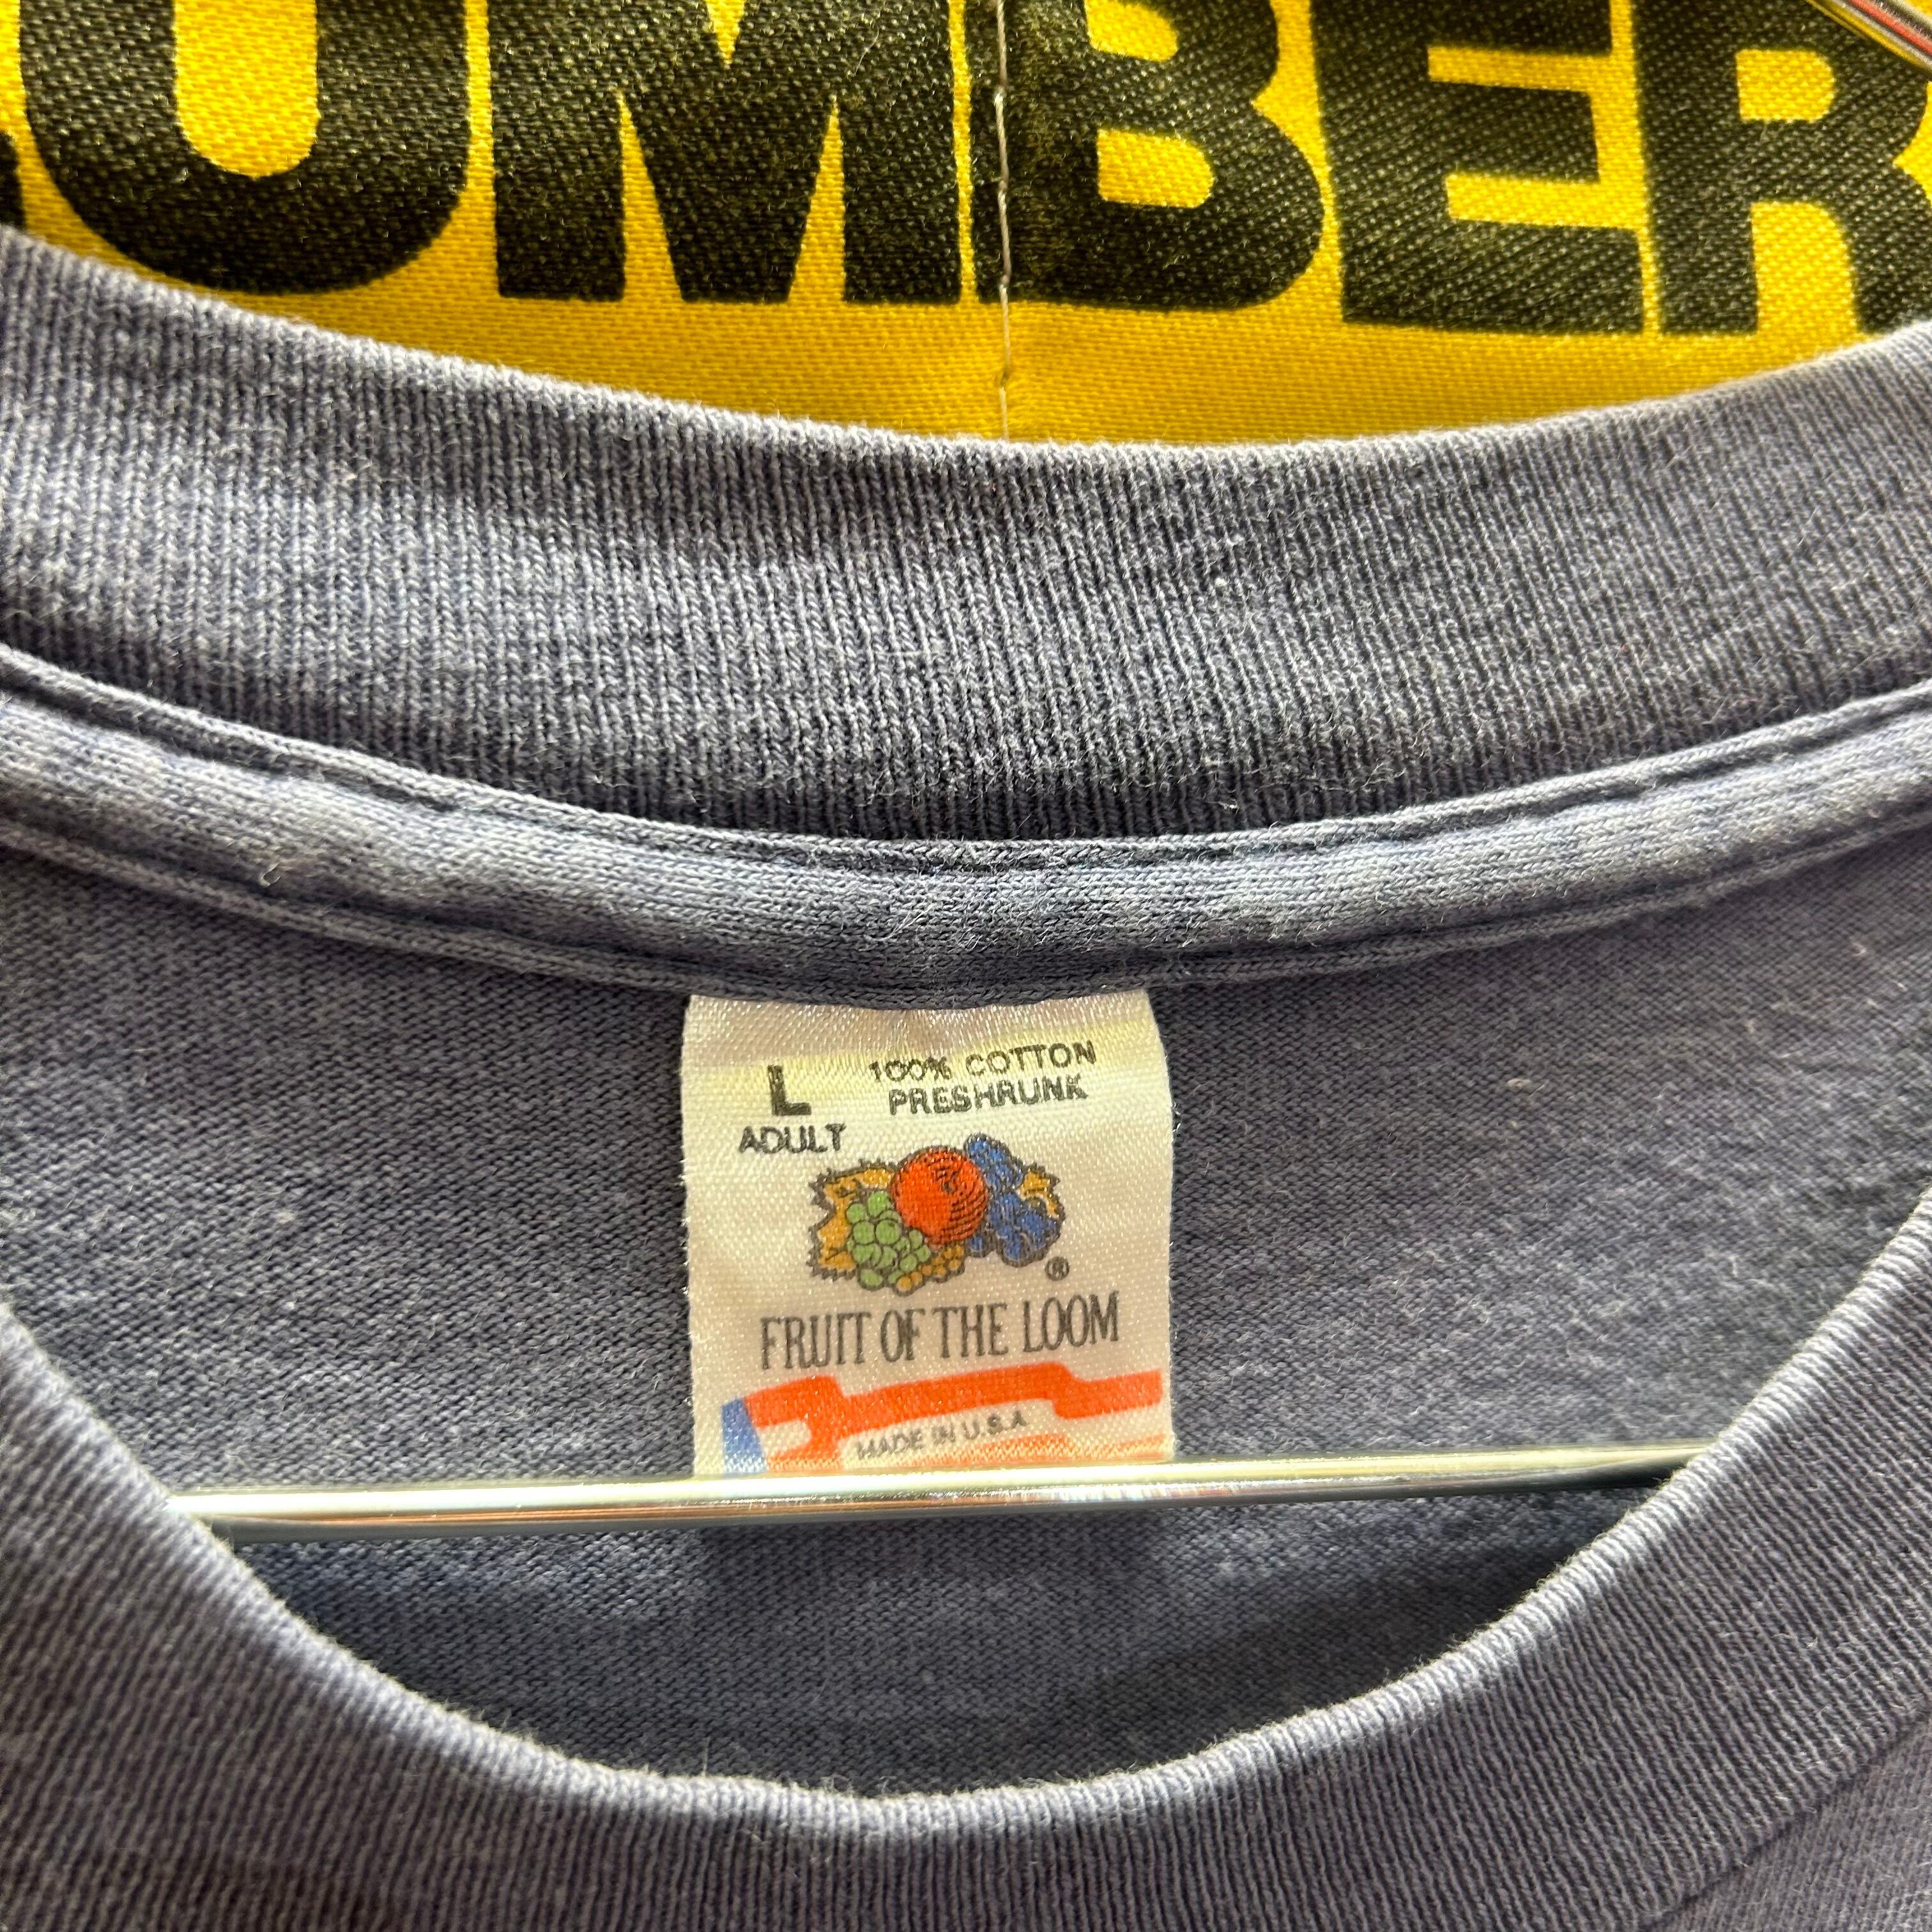 UMBER
L 100% COTTON
PRESHRUNK
ADULT
®
FRUIT OF THE LOOM
MADE IN U.S.A